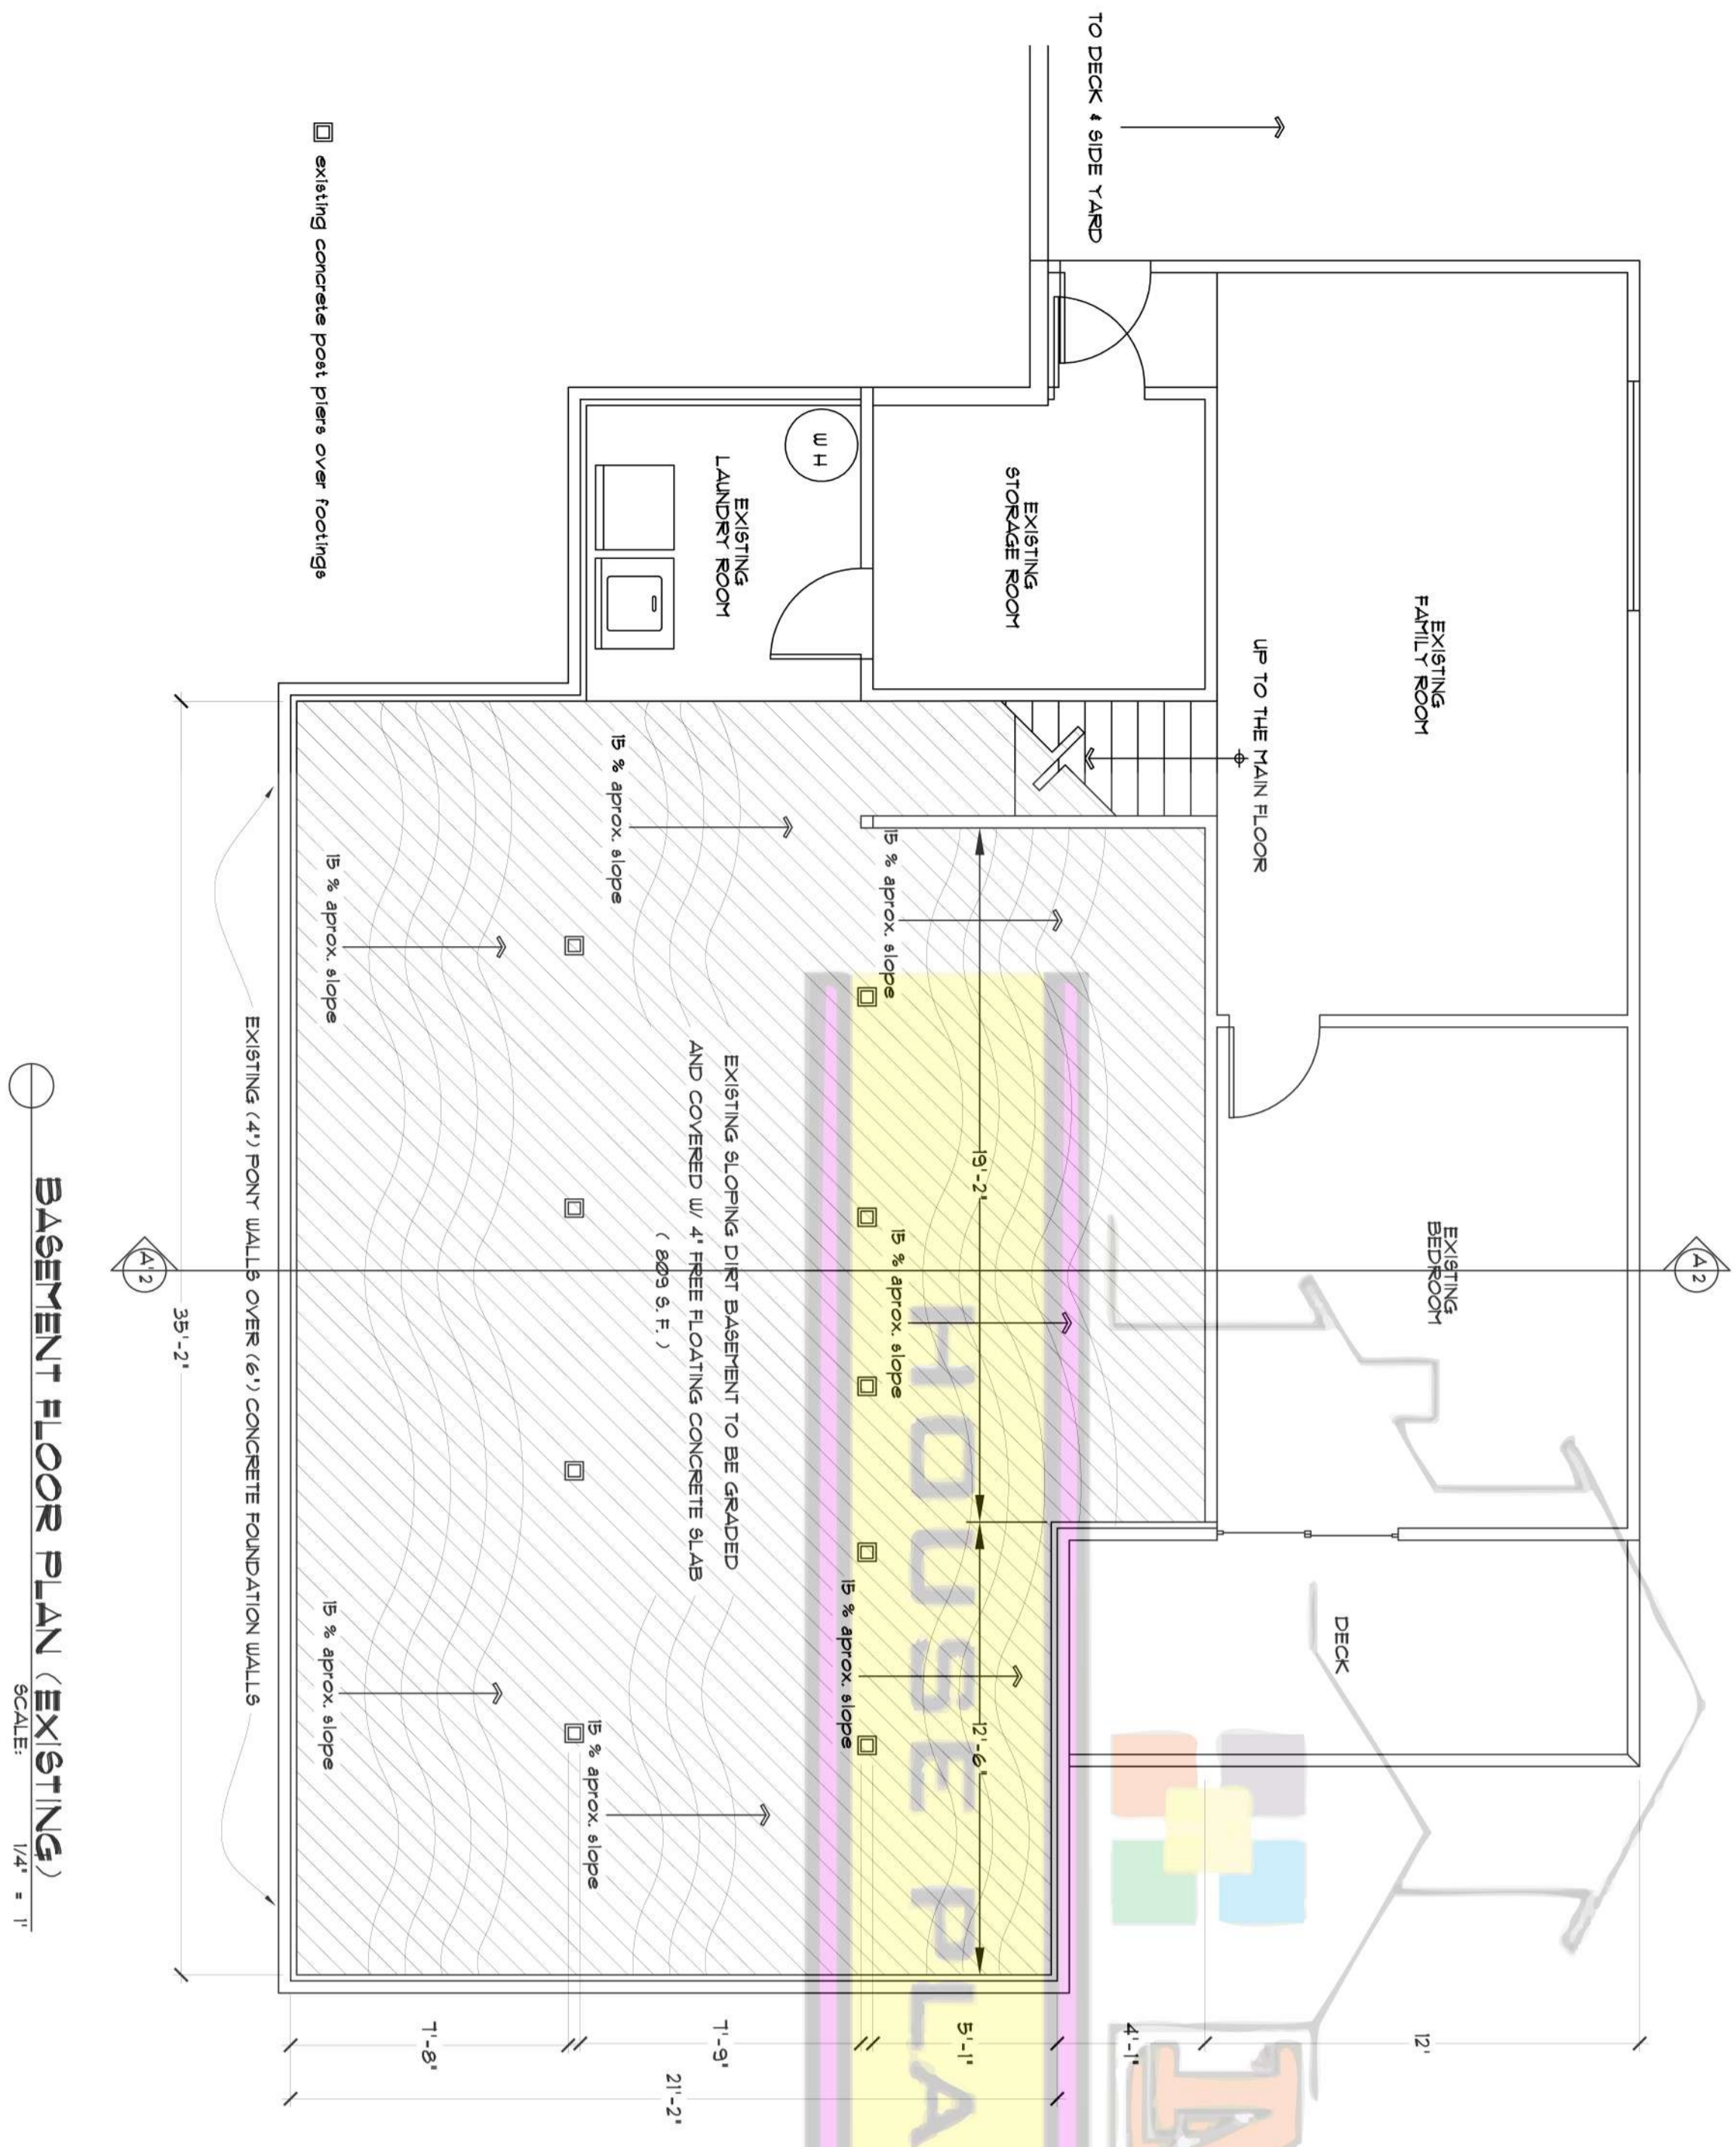 TO DECK & SIDE YARD
EXISTING
FAMILY ROOM
UP TO THE MAIN FLOOR
EXISTING
STORAGE ROOM
W H
EXISTING
LAUNDRY ROOM
existing concrete post piers over footings
EXISTING
BEDROOM
DECK
A 2
15 % aprox. slope
15 % aprox. slope
15 % aprox. slope
15 % aprox. slope
15 % aprox. slope
15 % aprox. slope
15 % aprox. slope
19'-2"
12'-6"
EXISTING SLOPING DIRT BASEMENT TO BE GRADED
AND COVERED W/ 4" FREE FLOATING CONCRETE SLAB
( 809 S. F. )
EXISTING (4") PONY WALLS OVER (6") CONCRETE FOUNDATION WALLS
12'
4'-1"
5'-1"
7'-9"
7'-8"
21'-2"
35'-2"
A'2
HOUSE PLA
BASEMENT FLOOR PLAN (EXISTING)
SCALE: 1/4" = 1'